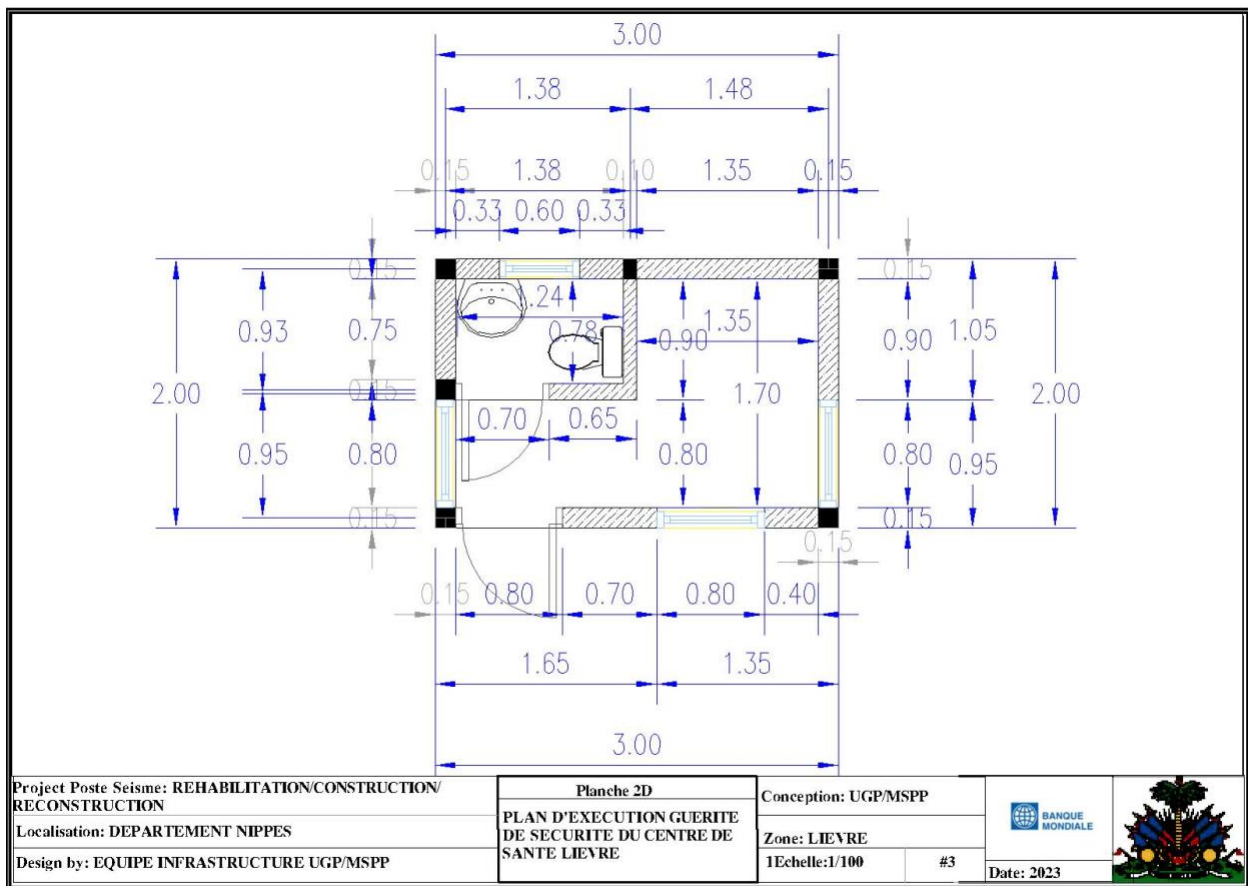 3.00
1.38 1.48
0.15 1.38 0.10 1.35 0.15
0.33 0.60 0.33
0.15 0.15
.24
0.93 0.75 0.78 0.90 1.35 0.90 1.05
2.00 0.15 1.70 2.00
0.70 0.65
0.95 0.80 0.80 0.80 0.95
0.15 0.15
0.15
0.15 0.80 0.70 0.80 0.40
1.65 1.35
3.00
Project Poste Seisme: REHABILITATION/CONSTRUCTION/
RECONSTRUCTION
Localisation: DEPARTEMENT NIPPES
Design by: EQUIPE INFRASTRUCTURE UGP/MSPP
Planche 2D
PLAN D'EXECUTION GUERITE
DE SECURITE DU CENTRE DE
SANTE LIEVRE
Conception: UGP/MSPP
Zone: LIEVRE
1Echelle:1/100 #3
BANQUE
MONDIALE
Date: 2023